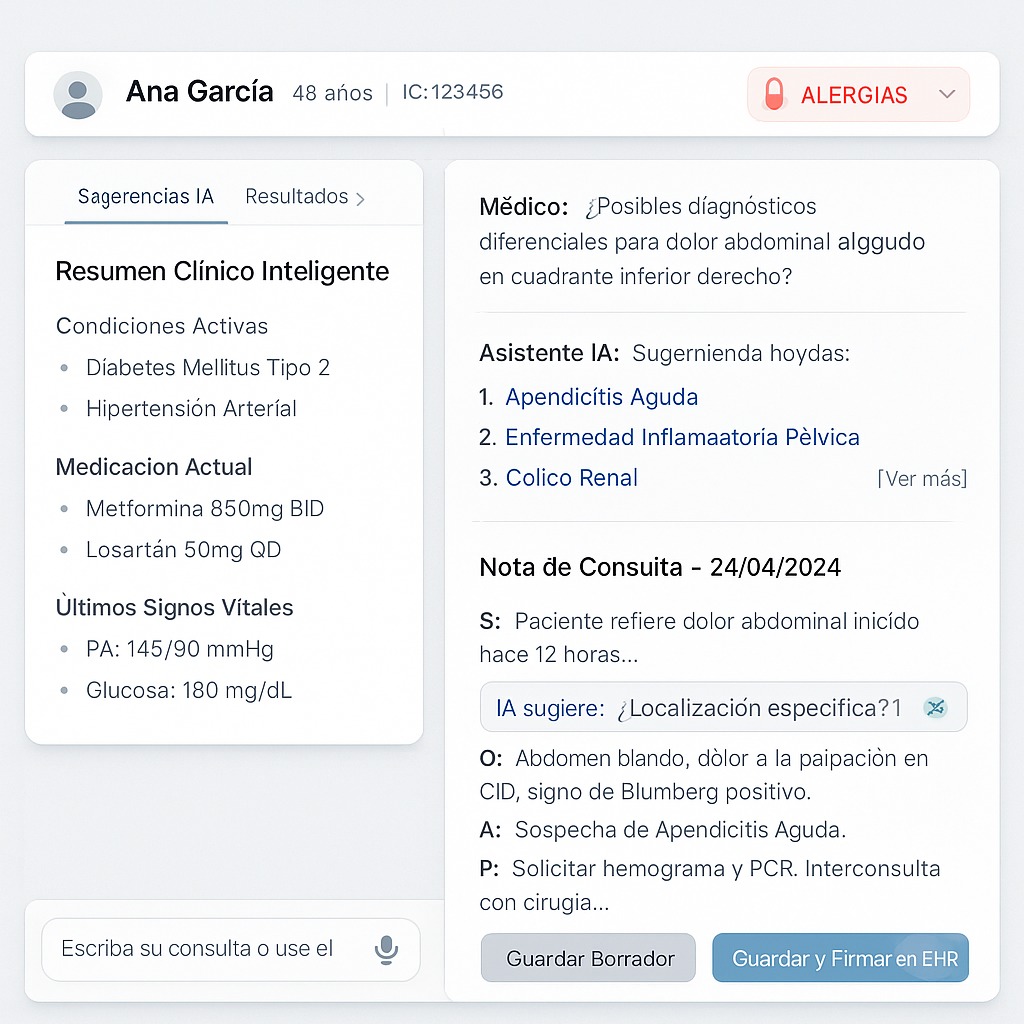 Ana García 48 ańos | IC:123456
ALERGIAS
Sagerencias IA Resultados >
Resumen Clínico Inteligente
Condiciones Activas
• Díabetes Mellitus Tipo 2
• Hipertensión Arteríal
Medicacion Actual
• Metformina 850mg BID
• Losartán 50mg QD
Ùltimos Signos Vítales
• PA: 145/90 mmHg
• Glucosa: 180 mg/dL
Escriba su consulta o use el
Mĕdico: ¿Posibles díagnósticos
diferenciales para dolor abdominal alggudo
en cuadrante inferior derecho?
Asistente IA: Sugernienda hoydas:
1. Apendicítis Aguda
2. Enfermedad Inflamaatoría Pèlvica
3. Colico Renal [Ver más]
Nota de Consuita - 24/04/2024
S: Paciente refiere dolor abdominal inicído
hace 12 horas...
IA sugiere: ¿Localización especifica?1
O: Abdomen blando, dòlor a la paipaciòn en
CID, signo de Blumberg positivo.
A: Sospecha de Apendicitis Aguda.
P: Solicitar hemograma y PCR. Interconsulta
con cirugia...
Guardar Borrador
Guardar y Firmar en EHR